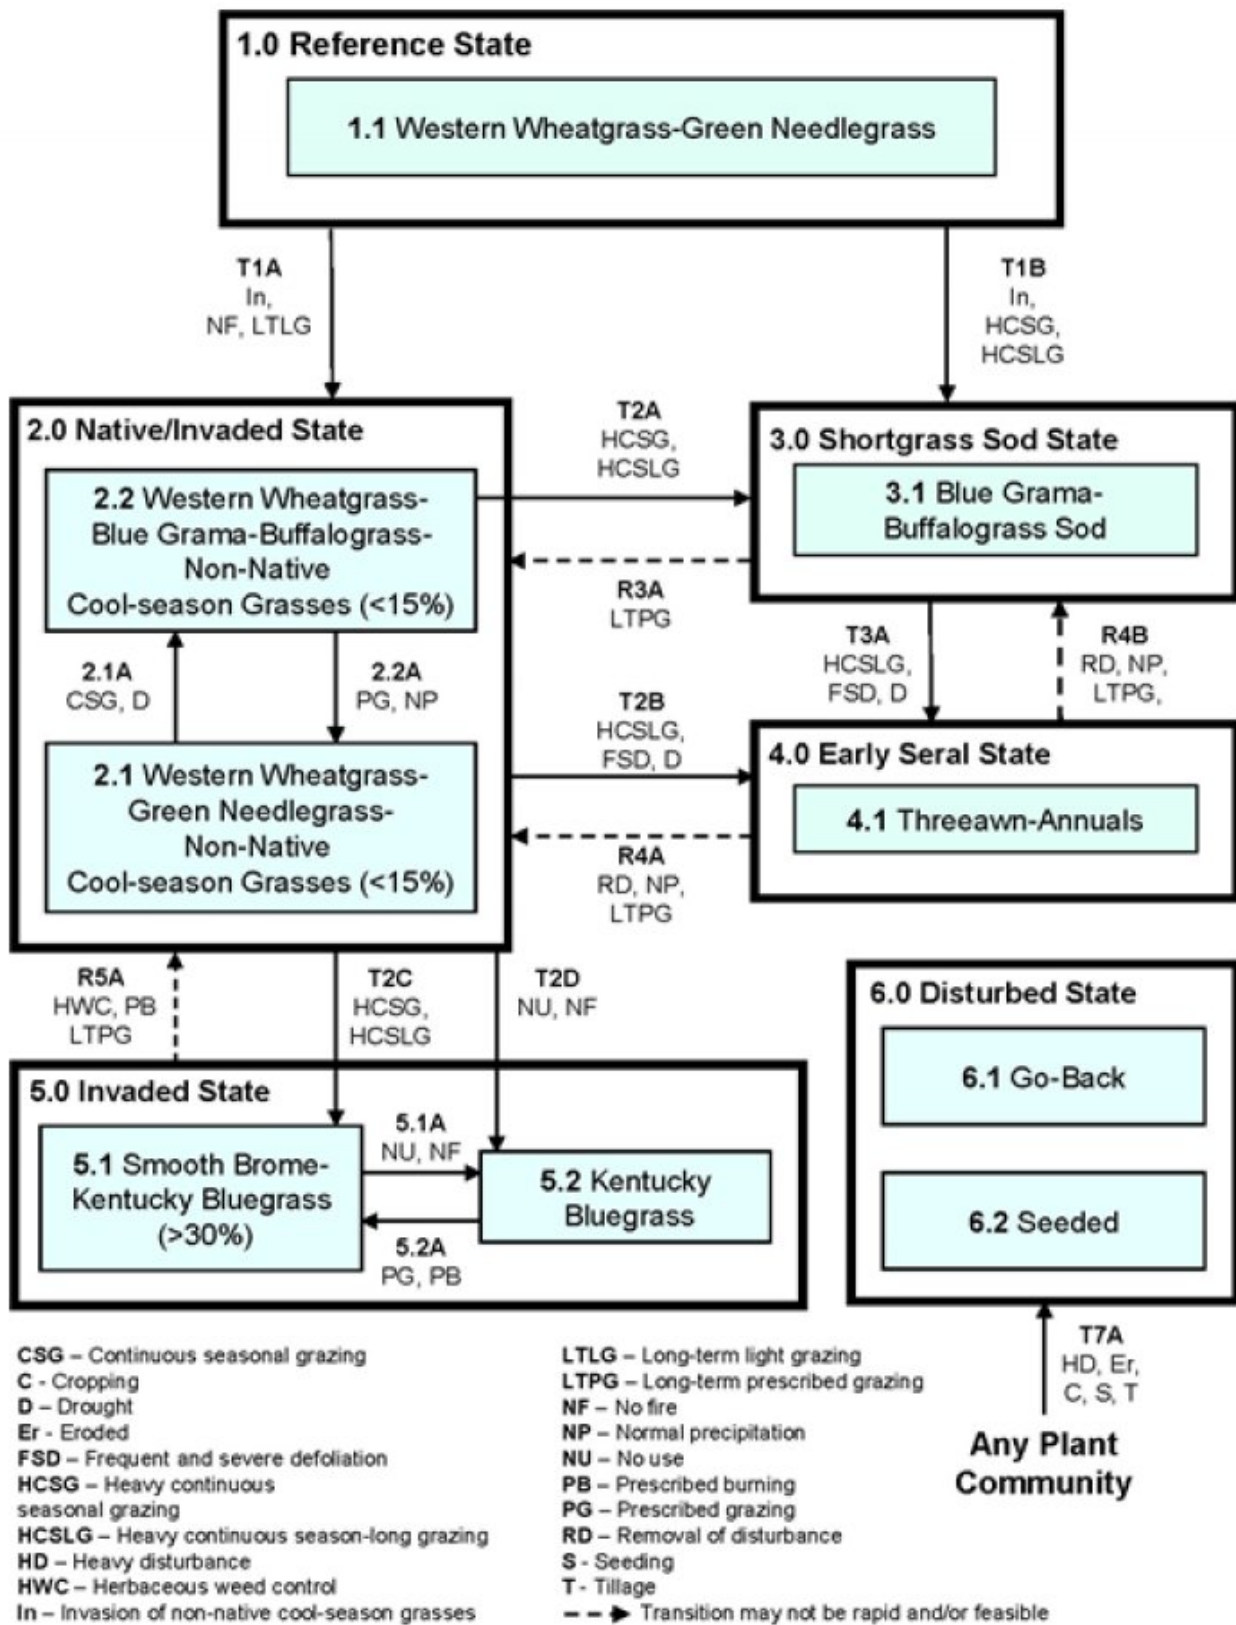 1.0 Reference State
1.1 Western Wheatgrass-Green Needlegrass
T1A
In,
NF, LTLG
T1B
In,
HCSG,
HCSLG
2.0 Native/Invaded State
2.2 Western Wheatgrass-
Blue Grama-Buffalograss-
Non-Native
Cool-season Grasses (<15%)
2.1A
CSG, D
2.2A
PG, NP
2.1 Western Wheatgrass-
Green Needlegrass-
Non-Native
Cool-season Grasses (<15%)
T2A
HCSG,
HCSLG
R3A
LTPG
3.0 Shortgrass Sod State
3.1 Blue Grama-
Buffalograss Sod
T3A
HCSLG,
FSD, D
R4B
RD, NP,
LTPG,
T2B
HCSLG,
FSD, D
R4A
RD, NP,
LTPG
4.0 Early Seral State
4.1 Threeawn-Annuals
R5A
HWC, PB
LTPG
T2C
HCSG,
HCSLG
T2D
NU, NF
5.0 Invaded State
5.1 Smooth Brome-
Kentucky Bluegrass
(>30%)
5.1A
NU, NF
5.2A
PG, PB
5.2 Kentucky
Bluegrass
6.0 Disturbed State
6.1 Go-Back
6.2 Seeded
T7A
HD, Er,
C, S, T
Any Plant
Community
CSG – Continuous seasonal grazing
C - Cropping
D – Drought
Er - Eroded
FSD – Frequent and severe defoliation
HCSG – Heavy continuous
seasonal grazing
HCSLG – Heavy continuous season-long grazing
HD – Heavy disturbance
HWC – Herbaceous weed control
In – Invasion of non-native cool-season grasses
LTLG – Long-term light grazing
LTPG – Long-term prescribed grazing
NF – No fire
NP – Normal precipitation
NU – No use
PB – Prescribed burning
PG – Prescribed grazing
RD – Removal of disturbance
S - Seeding
T - Tillage
Transition may not be rapid and/or feasible